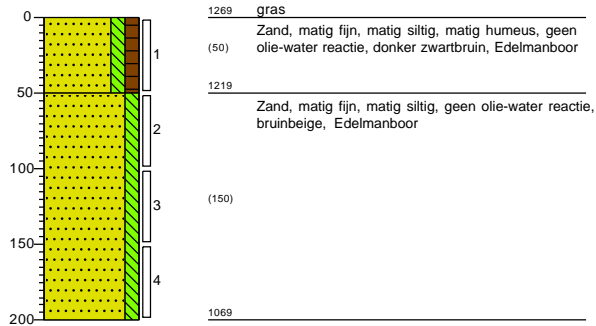 0
50
100
150
200
1
2
3
4
1269 gras
Zand, matig fijn, matig siltig, matig humeus, geen
(50) olie-water reactie, donker zwartbruin, Edelmanboor
1219
Zand, matig fijn, matig siltig, geen olie-water reactie,
bruinbeige, Edelmanboor
(150)
1069